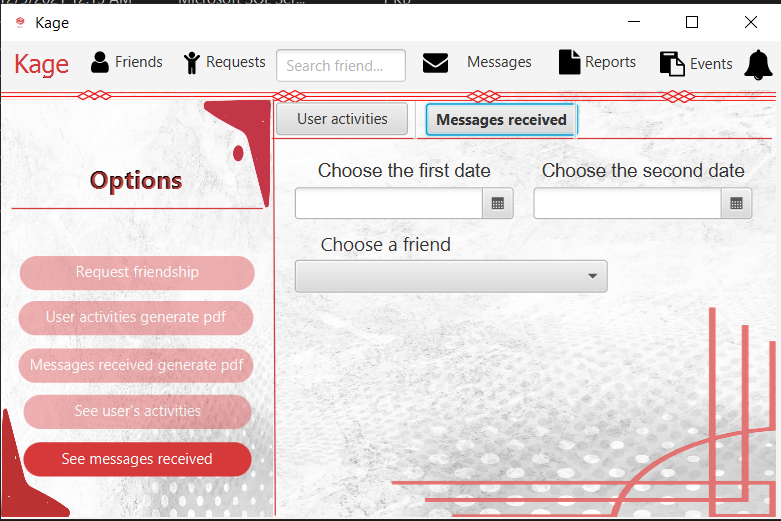 Kage
Kage Friends Requests Search friend... Messages Reports Events
User activities Messages received
Options
Choose the first date Choose the second date
Choose a friend
Request friendship
User activities generate pdf
Messages received generate pdf
See user's activities
See messages received